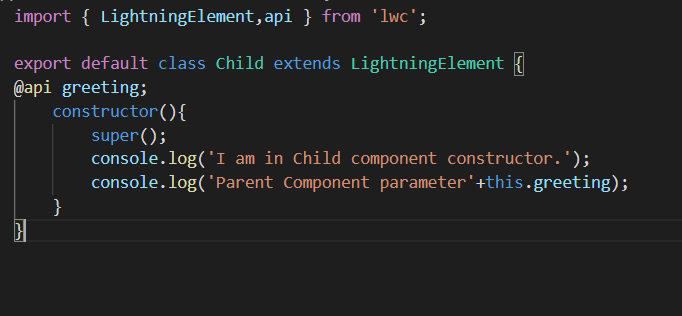 import { LightningElement,api } from 'lwc';
export default class Child extends LightningElement {
@api greeting;
constructor(){
super();
console.log('I am in Child component constructor.');
console.log('Parent Component parameter'+this.greeting);
}
}